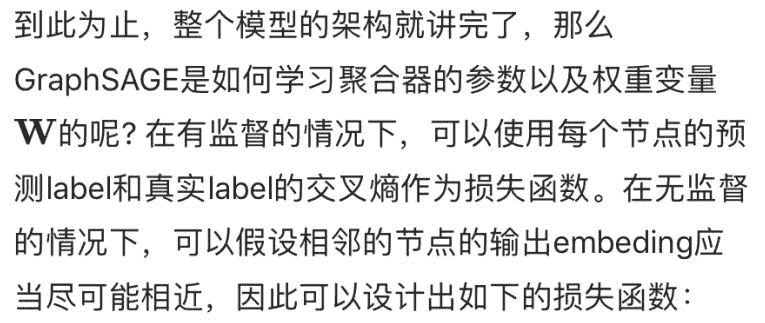 到此为止，整个模型的架构就讲完了，那么
GraphSAGE是如何学习聚合器的参数以及权重变量
W的呢? 在有监督的情况下，可以使用每个节点的预
测label和真实label的交叉熵作为损失函数。在无监督
的情况下，可以假设相邻的节点的输出embeding应
当尽可能相近，因此可以设计出如下的损失函数：